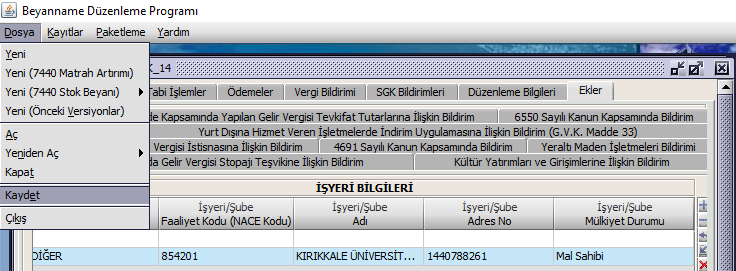 Beyanname Düzenleme Programı
Dosya Kayıtlar Paketleme Yardım
Yeni
Yeni (7440 Matrah Artırımı)
Yeni (7440 Stok Beyanı)
Yeni (Önceki Versiyonlar)
Aç
Yeniden Aç
Kapat
Kaydet
Çıkış
K_14
Tabi İşlemler Ödemeler Vergi Bildirimi SGK Bildirimleri Düzenleme Bilgileri Ekler
de Kapsamında Yapılan Gelir Vergisi Tevkifat Tutarlarına İlişkin Bildirim 6550 Sayılı Kanun Kapsamında Bildirim
Yurt Dışına Hizmet Veren İşletmelerde İndirim Uygulamasına İlişkin Bildirim (G.V.K. Madde 33)
Vergisi İstisnasına İlişkin Bildirim 4691 Sayılı Kanun Kapsamında Bildirim Yeraltı Maden İşletmeleri Bildirimi
da Gelir Vergisi Stopajı Teşvikine İlişkin Bildirim Kültür Yatırımları ve Girişimlerine İlişkin Bildirim
İŞYERİ BİLGİLERİ
İşyeri/Şube Faaliyet Kodu (NACE Kodu) İşyeri/Şube Adı İşyeri/Şube Adres No İşyeri/Şube Mülkiyet Durumu
DİĞER 854201 KIRIKKALE ÜNİVERSİT... 1440788261 Mal Sahibi